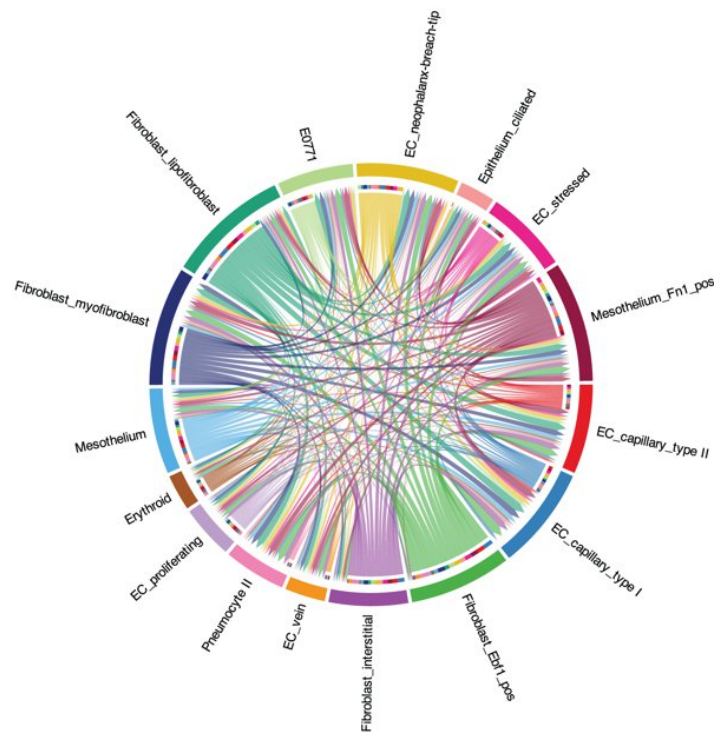 EC_neophalanx-breach-tip
Epithelium_ciliated
EC_stressed
Mesothelium_Fn1_pos
EC_capillary_type II
EC_capillary_type I
Fibroblast_Ebf1_pos
Fibroblast_interstitial
EC_vein
Pneumocyte II
EC_proliferating
Erythroid
Mesothelium
Fibroblast_myofibroblast
Fibroblast_lipofibroblast
E0771